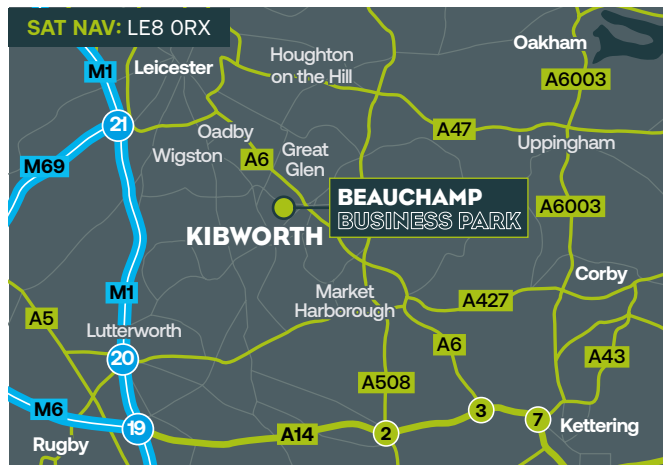 SAT NAV: LE8 0RX
Oakham
M1
Leicester
Houghton
on the Hill
A6003
21
Oadby
A47
Wigston
A6
Great
Glen
Uppingham
M69
BEAUCHAMP
BUSINESS PARK
A6003
KIBWORTH
Corby
M1
Market
Harborough
A427
A5
Lutterworth
A6
20
A43
A508
M6
19
A14
2
3
7
Kettering
Rugby